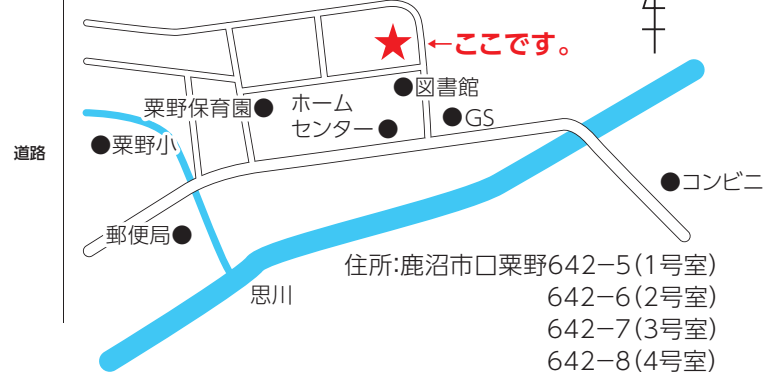 ←ここです。
図書館
粟野保育園
ホーム
センター
GS
道路
粟野小
コンビニ
郵便局
思川
住所:鹿沼市口粟野642−5(1号室)
642−6(2号室)
642−7(3号室)
642−8(4号室)